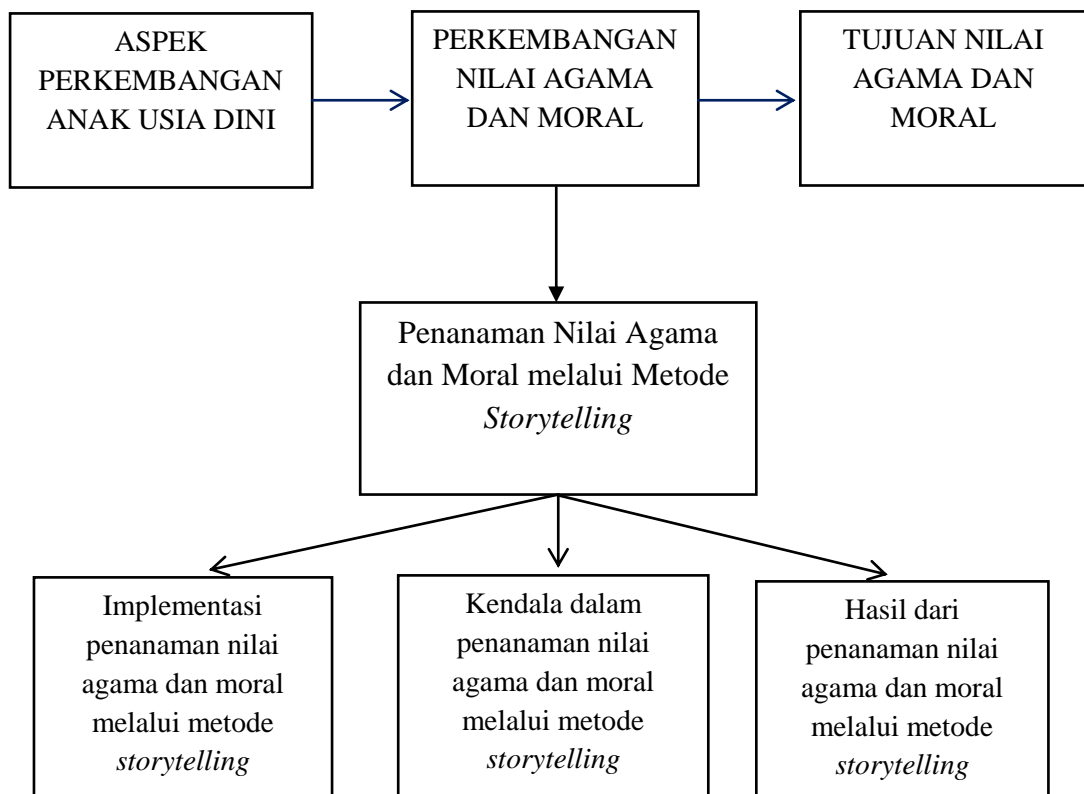 ASPEK
PERKEMBANGAN
ANAK USIA DINI
PERKEMBANGAN
NILAI AGAMA
DAN MORAL
TUJUAN NILAI
AGAMA DAN
MORAL
Penanaman Nilai Agama
dan Moral melalui Metode
Storytelling
Implementasi
penanaman nilai
agama dan moral
melalui metode
storytelling
Kendala dalam
penanaman nilai
agama dan moral
melalui metode
storytelling
Hasil dari
penanaman nilai
agama dan moral
melalui metode
storytelling